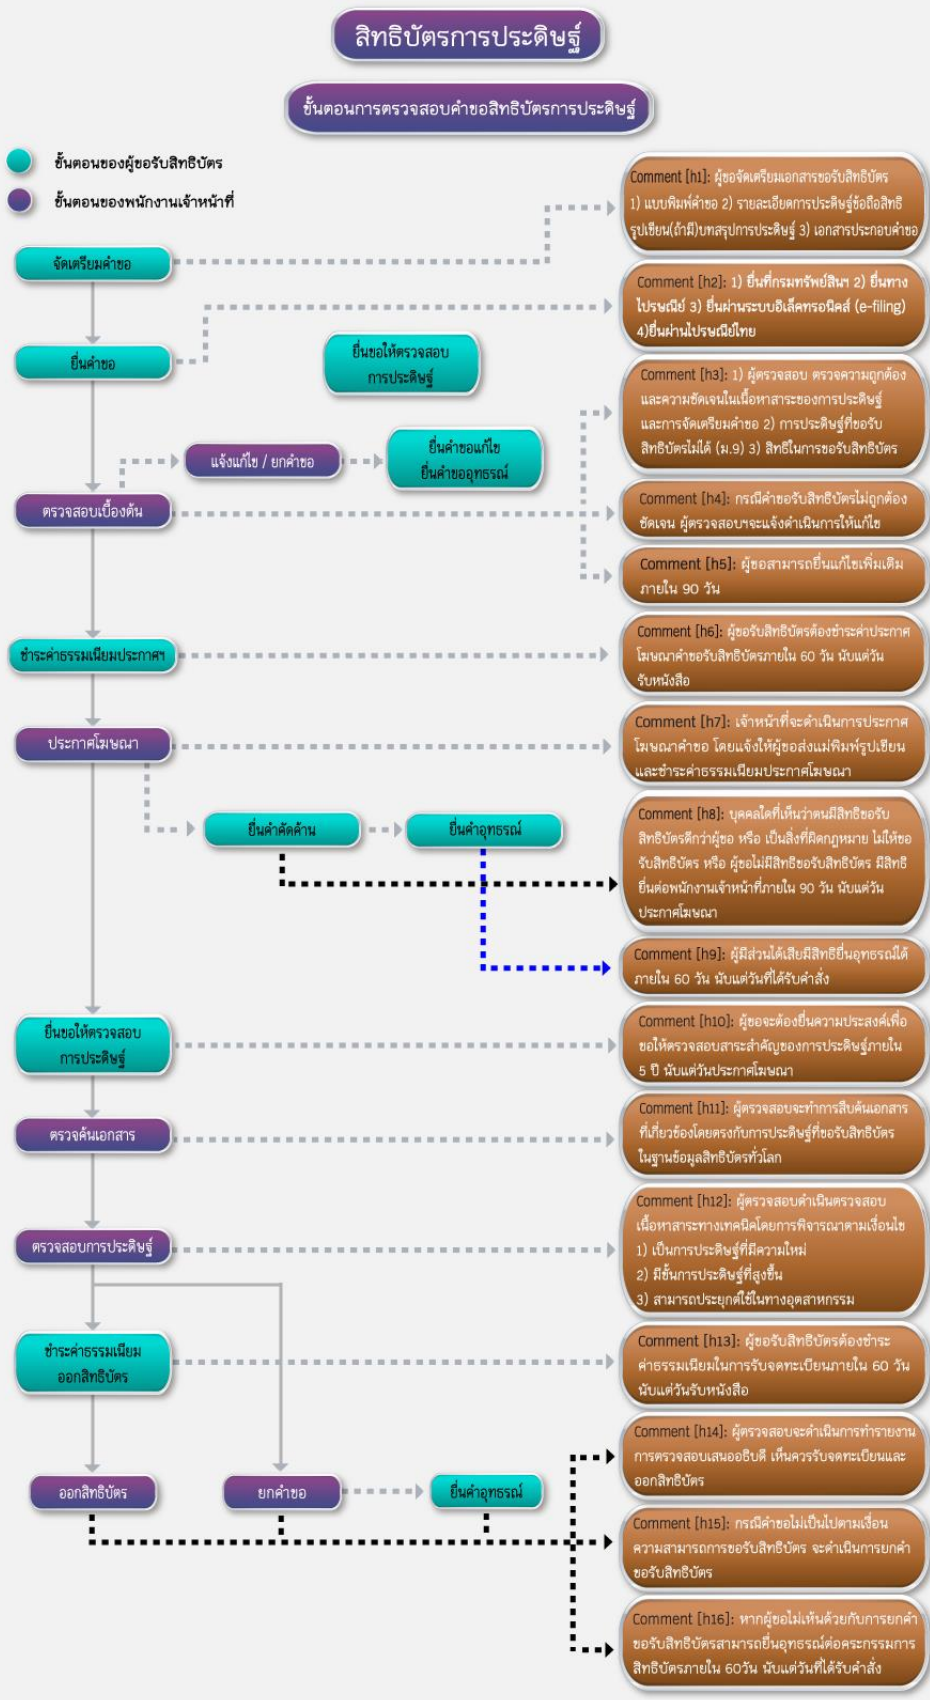 สิทธิบัตรการประดิษฐ์
ขั้นตอนการตรวจสอบคำขอสิทธิบัตรการประดิษฐ์
ขั้นตอนของผู้ขอรับสิทธิบัตร
ขั้นตอนของพนักงานเจ้าหน้าที่
Comment [h1]: ผู้ขอจัดเตรียมเอกสารขอรับสิทธิบัตร
1) แบบพิมพ์คำขอ 2) รายละเอียดการประดิษฐ์ข้อถือสิทธิ
รูปเขียน(ถ้ามี)บทสรุปการประดิษฐ์ 3) เอกสารประกอบคำขอ
จัดเตรียมคำขอ
Comment [h2]: 1) ยื่นที่กรมทรัพย์สินฯ 2) ยื่นทาง
ไปรษณีย์ 3) ยื่นผ่านระบบอิเล็คทรอนิคส์ (e-filing)
4)ยื่นผ่านไปรษณีย์ไทย
ยื่นคำขอ
ยื่นขอให้ตรวจสอบ
การประดิษฐ์
Comment [h3]: 1) ผู้ตรวจสอบ ตรวจความถูกต้อง
และความชัดเจนในเนื้อหาสาระของการประดิษฐ์
และการจัดเตรียมคำขอ 2) การประดิษฐ์ที่ขอรับ
สิทธิบัตรไม่ได้ (ม.9) 3) สิทธิในการขอรับสิทธิบัตร
แจ้งแก้ไข / ยกคำขอ
ยื่นคำขอแก้ไข
ยื่นคำขออุทธรณ์
ตรวจสอบเบื้องต้น
Comment [h4]: กรณีคำขอรับสิทธิบัตรไม่ถูกต้อง
ชัดเจน ผู้ตรวจสอบฯจะแจ้งดำเนินการให้แก้ไข
Comment [h5]: ผู้ขอสามารถยื่นแก้ไขเพิ่มเติม
ภายใน 90 วัน
ชำระค่าธรรมเนียมประกาศฯ
Comment [h6]: ผู้ขอรับสิทธิบัตรต้องชำระค่าประกาศ
โฆษณาคำขอรับสิทธิบัตรภายใน 60 วัน นับแต่วัน
รับหนังสือ
ประกาศโฆษณา
Comment [h7]: เจ้าหน้าที่จะดำเนินการประกาศ
โฆษณาคำขอ โดยแจ้งให้ผู้ขอส่งแม่พิมพ์รูปเขียน
และชำระค่าธรรมเนียมประกาศโฆษณา
ยื่นคำคัดค้าน
ยื่นคำอุทธรณ์
Comment [h8]: บุคคลใดที่เห็นว่าตนมีสิทธิขอรับ
สิทธิบัตรดีกว่าผู้ขอ หรือ เป็นสิ่งที่ผิดกฎหมาย ไม่ให้ขอ
รับสิทธิบัตร หรือ ผู้ขอไม่มีสิทธิขอรับสิทธิบัตร มีสิทธิ
ยื่นต่อพนักงานเจ้าหน้าที่ภายใน 90 วัน นับแต่วัน
ประกาศโฆษณา
Comment [h9]: ผู้มีส่วนได้เสียมีสิทธิยื่นอุทธรณ์ได้
ภายใน 60 วัน นับแต่วันที่ได้รับคำสั่ง
ยื่นขอให้ตรวจสอบ
การประดิษฐ์
Comment [h10]: ผู้ขอจะต้องยื่นความประสงค์เพื่อ
ขอให้ตรวจสอบสาระสำคัญของการประดิษฐ์ภายใน
5 ปี นับแต่วันประกาศโฆษณา
ตรวจค้นเอกสาร
Comment [h11]: ผู้ตรวจสอบจะทำการสืบค้นเอกสาร
ที่เกี่ยวข้องโดยตรงกับการประดิษฐ์ที่ขอรับสิทธิบัตร
ในฐานข้อมูลสิทธิบัตรทั่วโลก
ตรวจสอบการประดิษฐ์
Comment [h12]: ผู้ตรวจสอบดำเนินตรวจสอบ
เนื้อหาสาระทางเทคนิคโดยการพิจารณาตามเงื่อนไข
1) เป็นการประดิษฐ์ที่มีความใหม่
2) มีขั้นการประดิษฐ์ที่สูงขึ้น
3) สามารถประยุกต์ใช้ในทางอุตสาหกรรม
ชำระค่าธรรมเนียม
ออกสิทธิบัตร
Comment [h13]: ผู้ขอรับสิทธิบัตรต้องชำระ
ค่าธรรมเนียมในการรับจดทะเบียนภายใน 60 วัน
นับแต่วันรับหนังสือ
Comment [h14]: ผู้ตรวจสอบจะดำเนินการทำรายงาน
การตรวจสอบเสนออธิบดี เห็นควรรับจดทะเบียนและ
ออกสิทธิบัตร
ออกสิทธิบัตร
ยกคำขอ
ยื่นคำอุทธรณ์
Comment [h15]: กรณีคำขอไม่เป็นไปตามเงื่อน
ความสามารถการขอรับสิทธิบัตร จะดำเนินการยกคำ
ขอรับสิทธิบัตร
Comment [h16]: หากผู้ขอไม่เห็นด้วยกับการยกคำ
ขอรับสิทธิบัตรสามารถยื่นอุทธรณ์ต่อคระกรรมการ
สิทธิบัตรภายใน 60วัน นับแต่วันที่ได้รับคำสั่ง